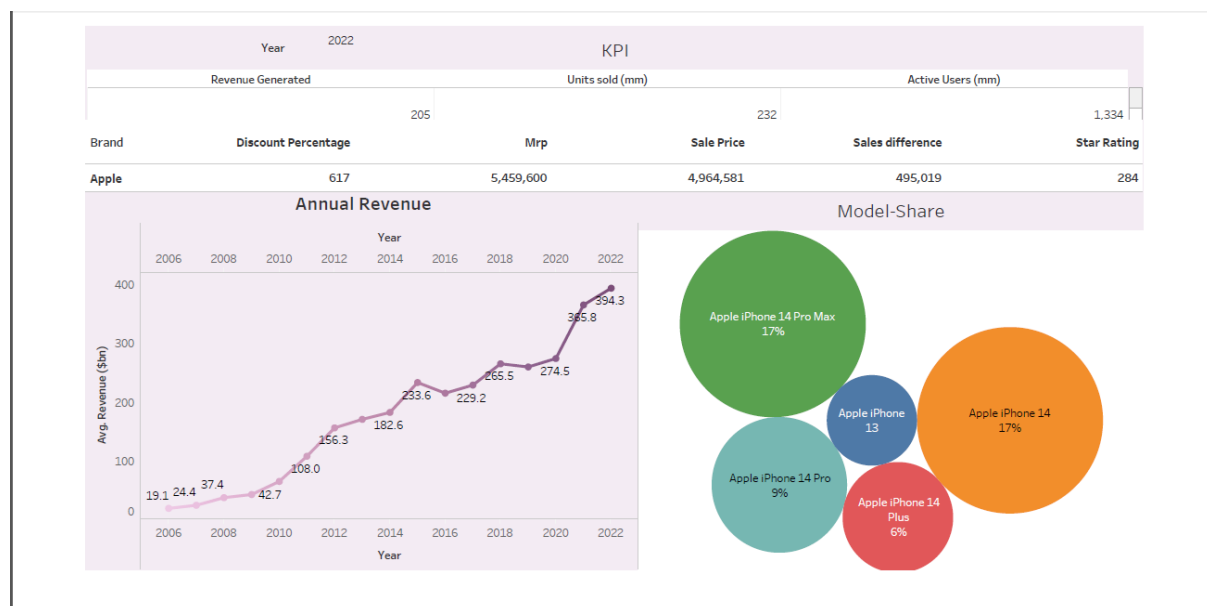 Year 2022 KPI
Revenue Generated Units sold (mm) Active Users (mm)
205 232 1,334
Brand Discount Percentage Mrp Sale Price Sales difference Star Rating
Apple 617 5,459,600 4,964,581 495,019 284
Annual Revenue
Year
2006 2008 2010 2012 2014 2016 2018 2020 2022
Avg. Revenue ($bn)
400
300
200
100
0
19.1 24.4 37.4 42.7 108.0 156.3 182.6 233.6 229.2 265.5 274.5 365.8 394.3
2006 2008 2010 2012 2014 2016 2018 2020 2022
Year
Model-Share
Apple iPhone 14 Pro Max
17%
Apple iPhone
13
Apple iPhone 14
17%
Apple iPhone 14 Pro
9%
Apple iPhone 14
Plus
6%